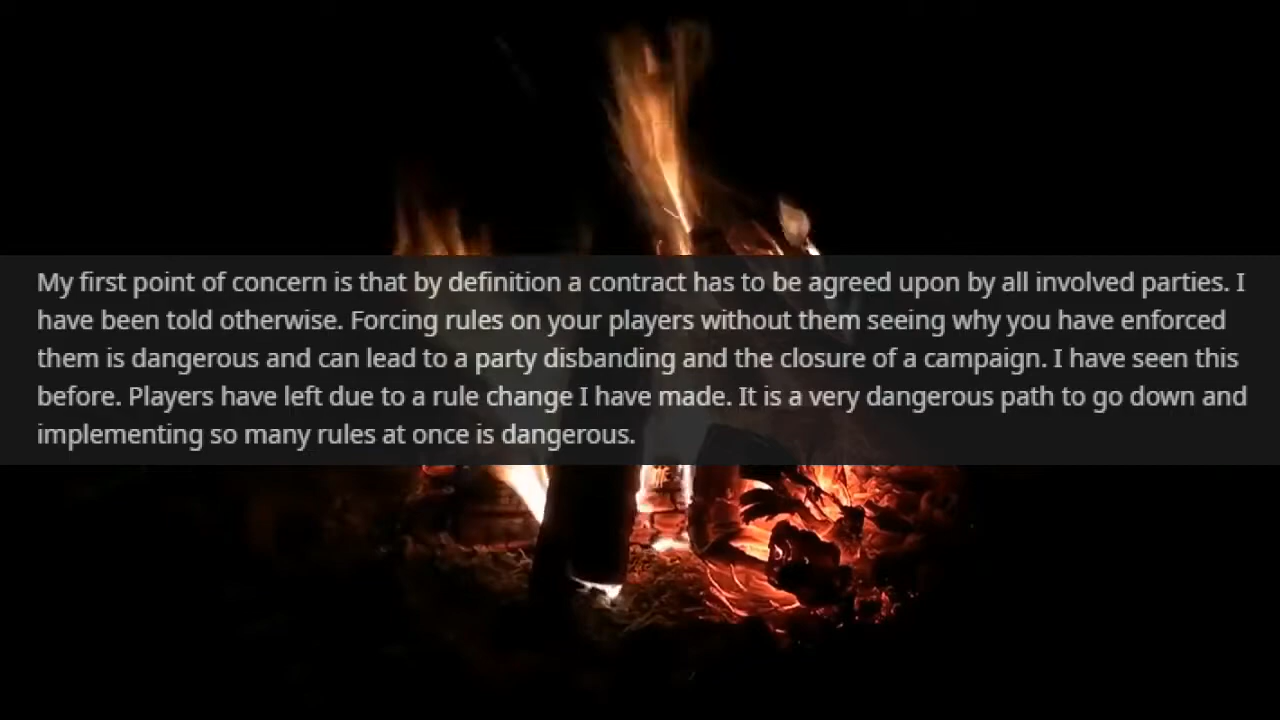 My first point of concern is that by definition a contract has to be agreed upon by all involved parties. I
have been told otherwise. Forcing rules on your players without them seeing why you have enforced
them is dangerous and can lead to a party disbanding and the closure of a campaign. I have seen this
before. Players have left due to a rule change I have made. It is a very dangerous path to go down and
implementing so many rules at once is dangerous.